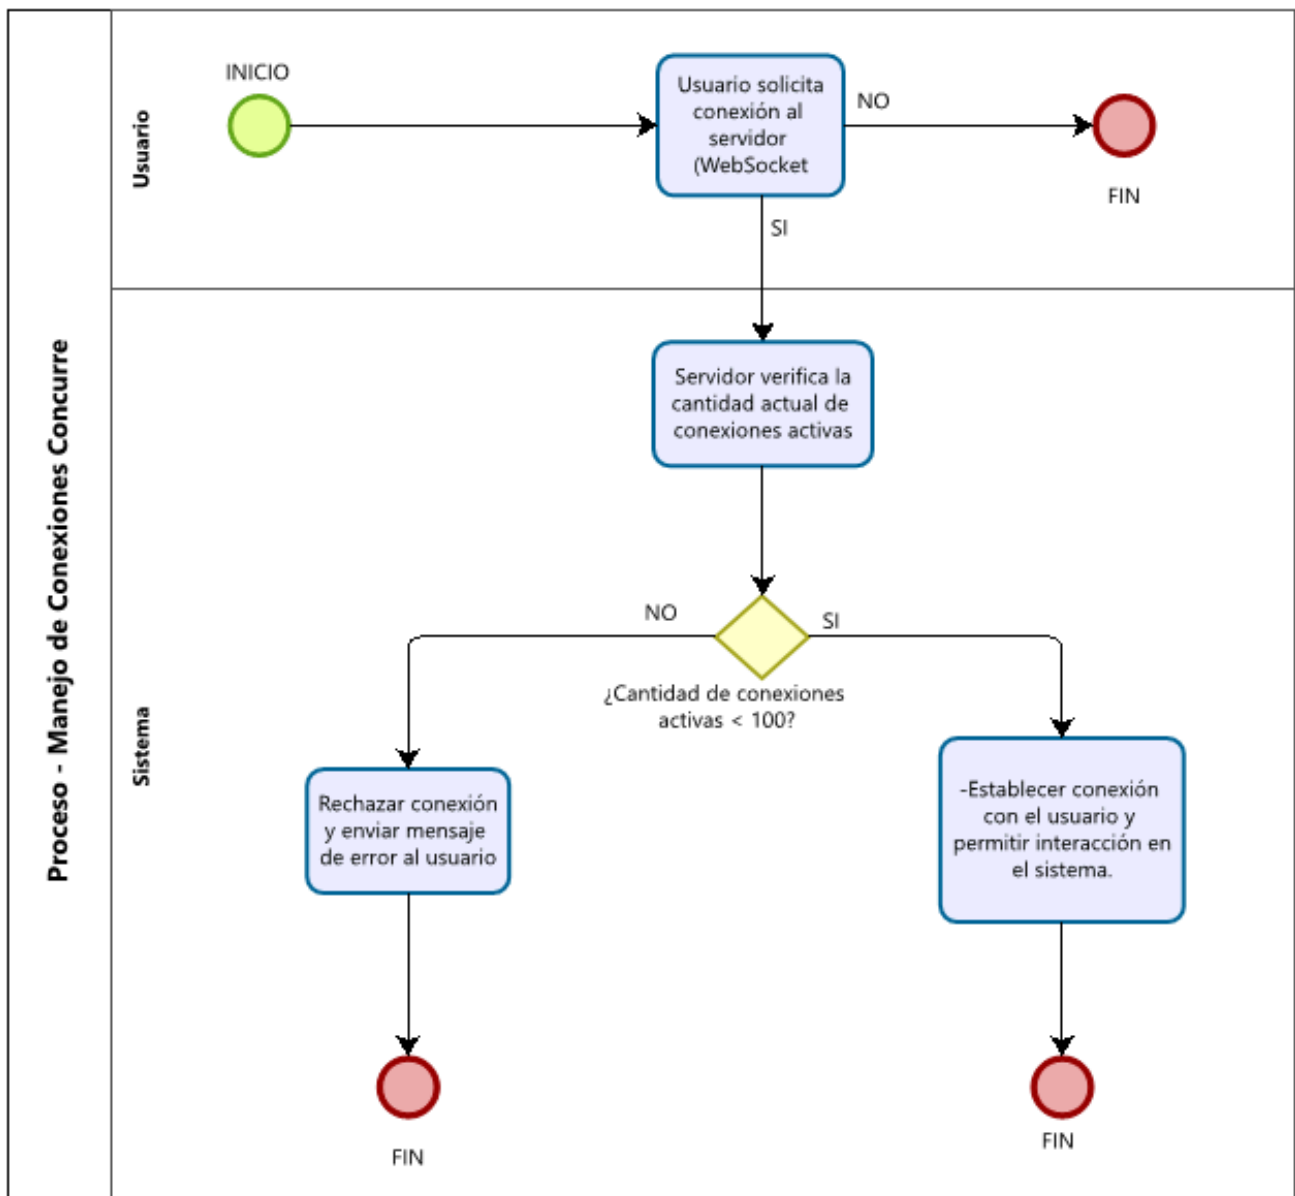 Proceso - Manejo de Conexiones Concurre
Usuario
INICIO
Usuario solicita
conexión al
servidor
(WebSocket
NO
FIN
SI
Sistema
Servidor verifica la
cantidad actual de
conexiones activas
NO
SI
¿Cantidad de conexiones
activas < 100?
Rechazar conexión
y enviar mensaje
de error al usuario
-Establecer conexión
con el usuario y
permitir interacción en
el sistema.
FIN
FIN